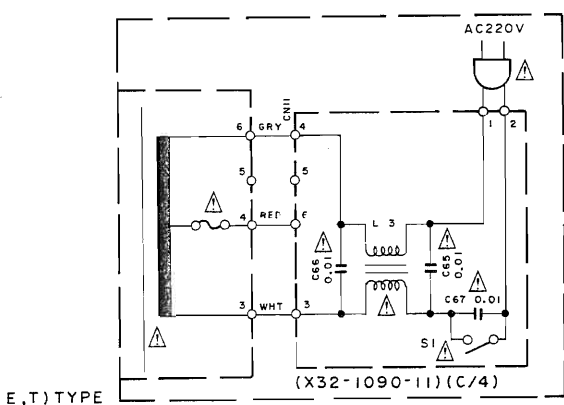 AC220V
1 2
CN11
6 GRY 4
5 5
4 RED 6
L 3
C66
0.01
C65
0.01
C67 0.01
3 WHT 3
S1
(X32-1090-11)(C/4)
E,T) TYPE